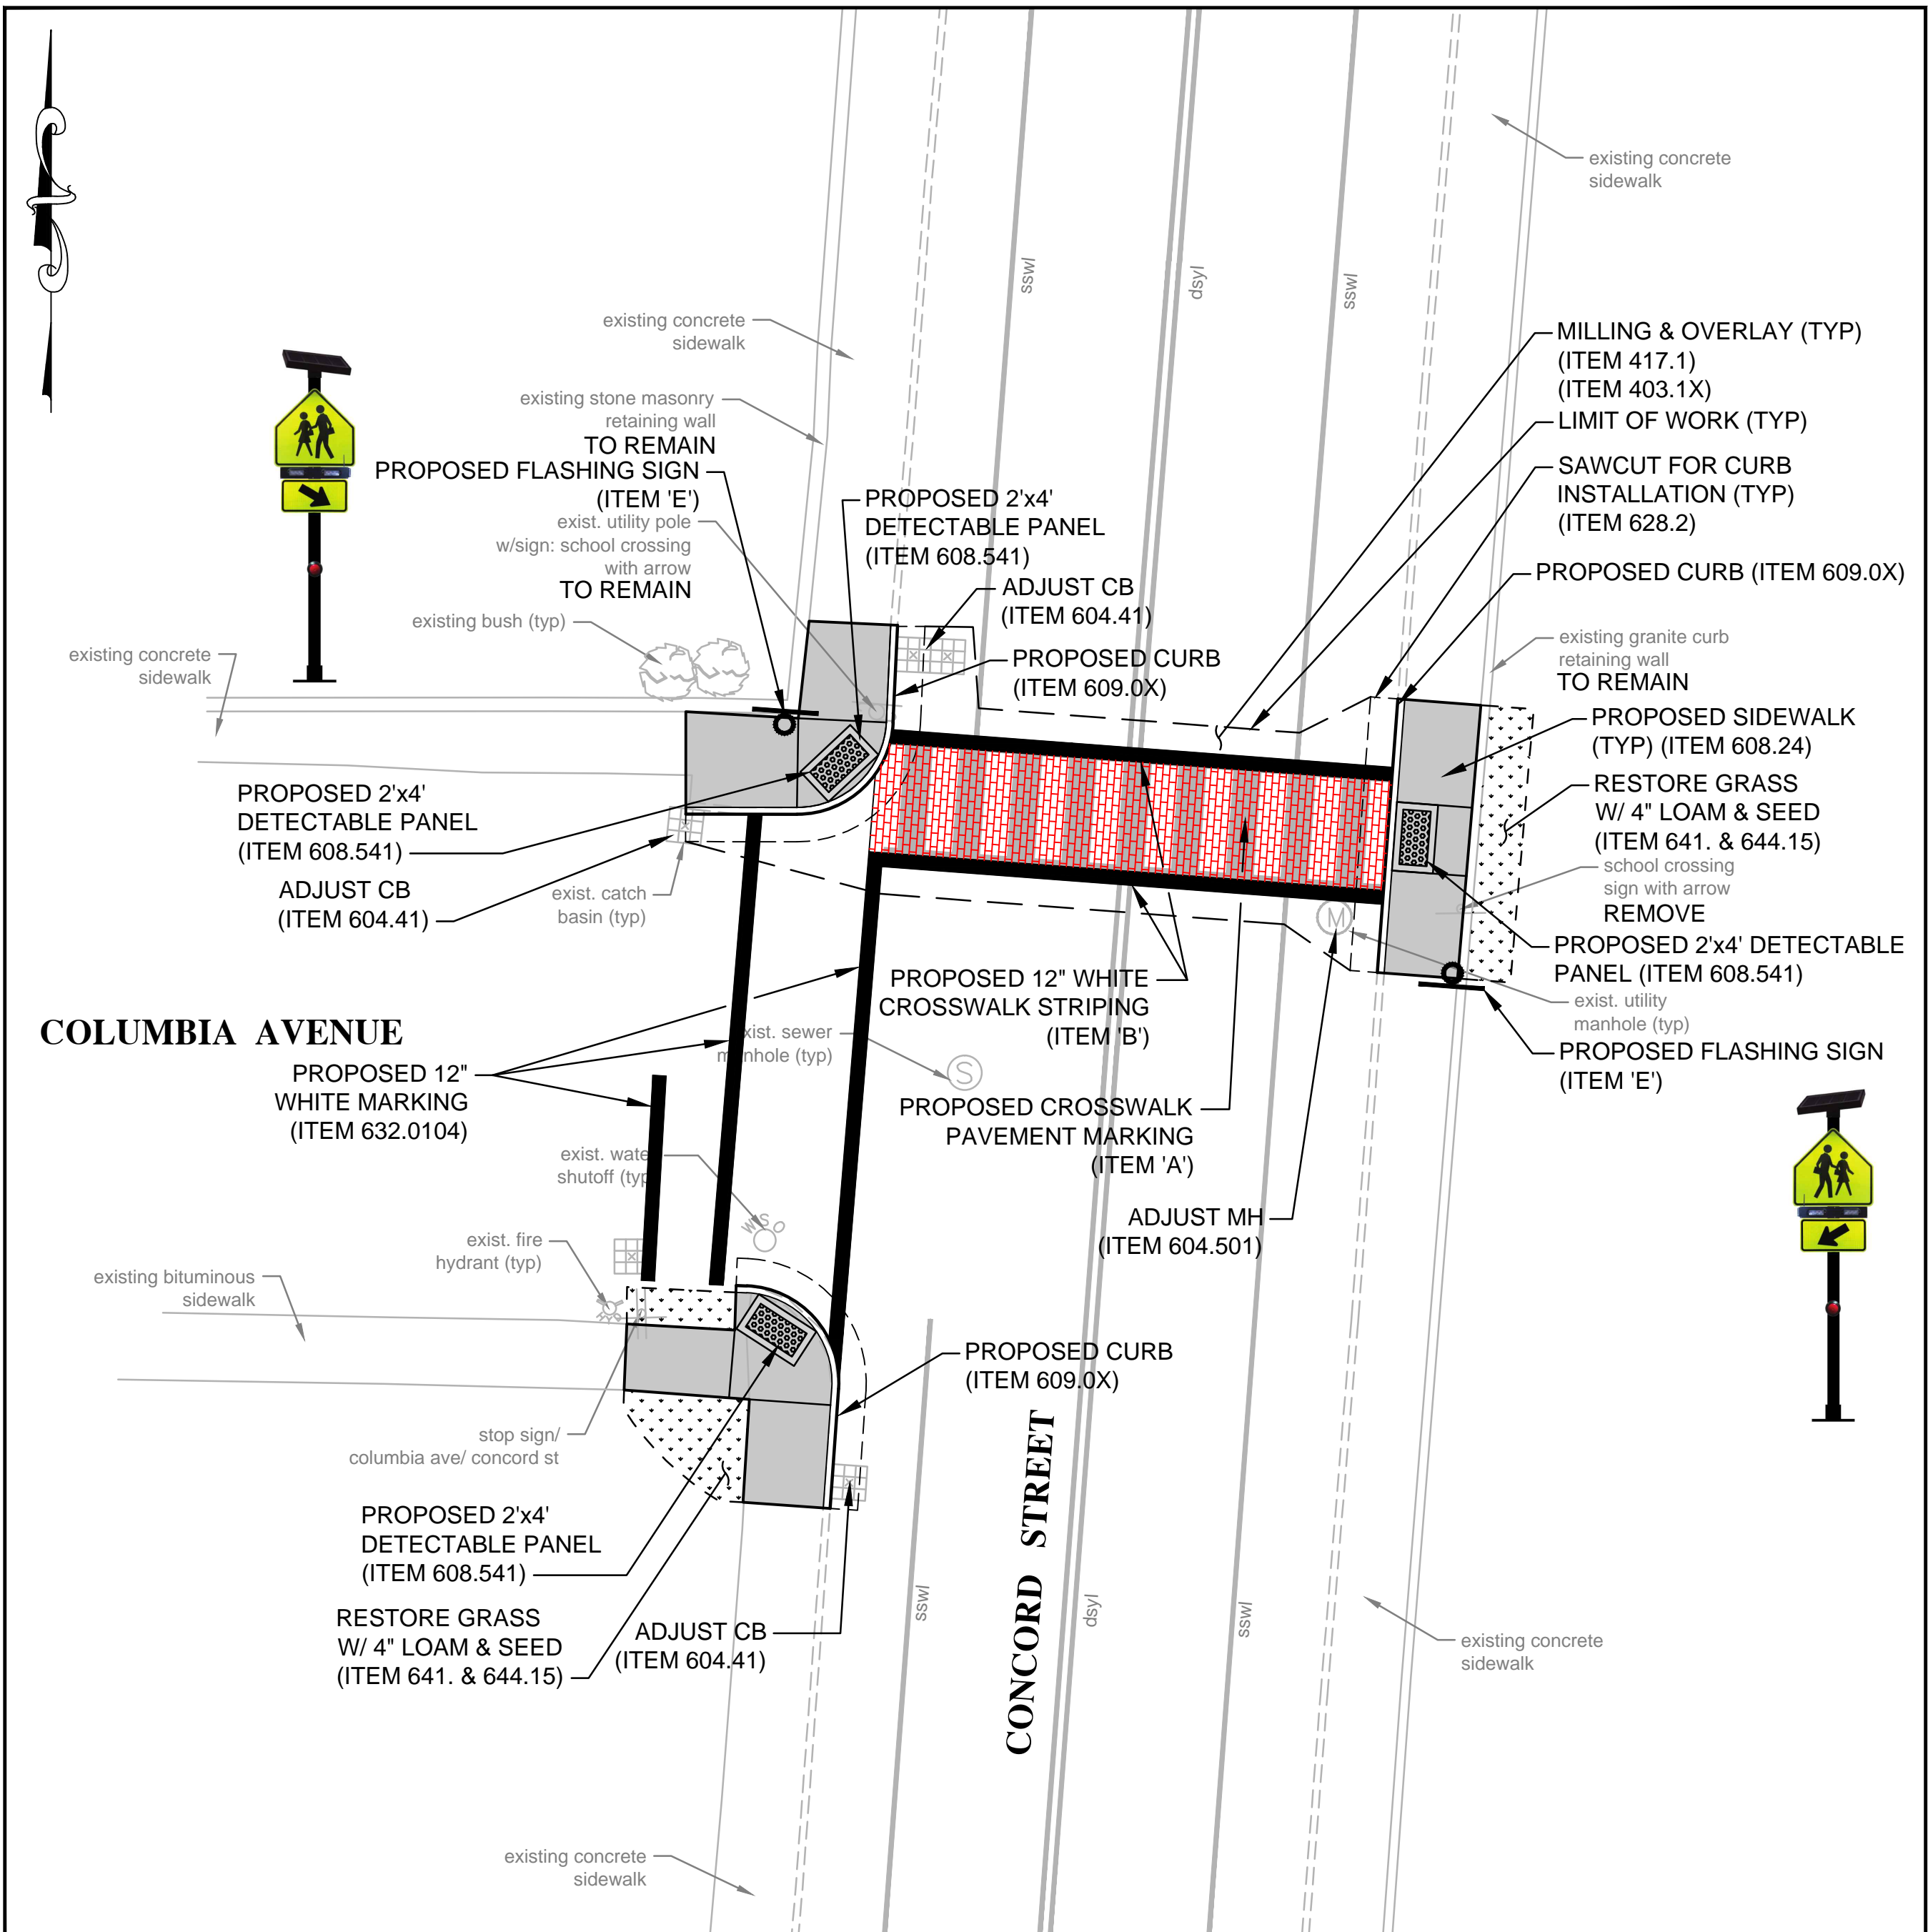 existing concrete
sidewalk
sswl
dsyl
sswl
existing concrete
sidewalk
existing stone masonry
retaining wall
TO REMAIN
PROPOSED FLASHING SIGN
(ITEM 'E')
exist. utility pole
w/sign: school crossing
with arrow
TO REMAIN
existing bush (typ)
existing concrete
sidewalk
PROPOSED 2'x4'
DETECTABLE PANEL
(ITEM 608.541)
ADJUST CB
(ITEM 604.41)
PROPOSED CURB
(ITEM 609.0X)
MILLING & OVERLAY (TYP)
(ITEM 417.1)
(ITEM 403.1X)
LIMIT OF WORK (TYP)
SAWCUT FOR CURB
INSTALLATION (TYP)
(ITEM 628.2)
PROPOSED CURB (ITEM 609.0X)
existing granite curb
retaining wall
TO REMAIN
PROPOSED SIDEWALK
(TYP) (ITEM 608.24)
RESTORE GRASS
W/ 4" LOAM & SEED
(ITEM 641. & 644.15)
school crossing
sign with arrow
REMOVE
PROPOSED 2'x4' DETECTABLE
PANEL (ITEM 608.541)
exist. utility
manhole (typ)
PROPOSED FLASHING SIGN
(ITEM 'E')
PROPOSED 2'x4'
DETECTABLE PANEL
(ITEM 608.541)
ADJUST CB
(ITEM 604.41)
exist. catch
basin (typ)
M
PROPOSED 12" WHITE
CROSSWALK STRIPING
(ITEM 'B')
COLUMBIA AVENUE
PROPOSED 12"
WHITE MARKING
(ITEM 632.0104)
exist. sewer
manhole (typ)
S
PROPOSED CROSSWALK
PAVEMENT MARKING
(ITEM 'A')
exist. water
shutoff (typ)
WSO
ADJUST MH
(ITEM 604.501)
exist. fire
hydrant (typ)
existing bituminous
sidewalk
PROPOSED CURB
(ITEM 609.0X)
stop sign/
columbia ave/ concord st
PROPOSED 2'x4'
DETECTABLE PANEL
(ITEM 608.541)
RESTORE GRASS
W/ 4" LOAM & SEED
(ITEM 641. & 644.15)
ADJUST CB
(ITEM 604.41)
CONCORD STREET
sswl
dsyl
sswl
existing concrete
sidewalk
existing concrete
sidewalk